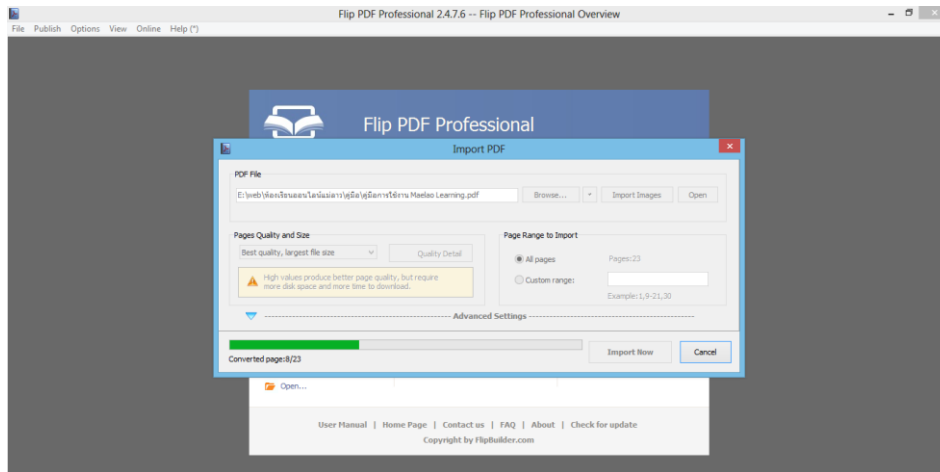 Flip PDF Professional 2.4.7.6 -- Flip PDF Professional Overview
File Publish Options View Online Help (*)
Flip PDF Professional
Import PDF
PDF File
E:\web\ห้องเรียนออนไลน์แม่ลาว\คู่มือ\คู่มือการใช้งาน Maelao Learning.pdf Browse... Import Images Open
Pages Quality and Size Page Range to Import
Best quality, largest file size Quality Detail All pages Pages:23
High values produce better page quality, but require
more disk space and more time to download.
Custom range:
Example:1,9-21,30
Advanced Settings
Converted page:8/23 Import Now Cancel
Open...
User Manual | Home Page | Contact us | FAQ | About | Check for update
Copyright by FlipBuilder.com